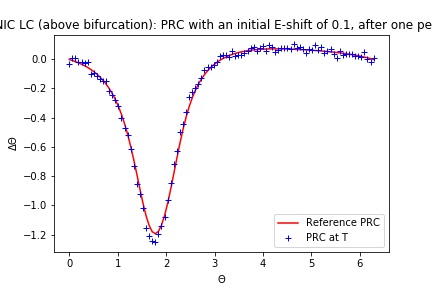 NIC LC (above bifurcation): PRC with an initial E-shift of 0.1, after one pe
0.0
−0.2
−0.4
−0.6
−0.8
−1.0
−1.2
ΔΘ
Reference PRC
PRC at T
0 1 2 3 4 5 6
Θ